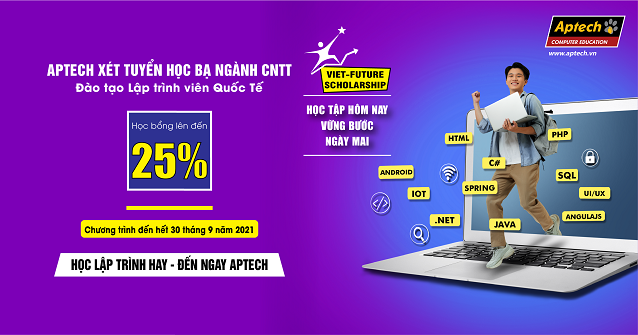 APTECH XÉT TUYỂN HỌC BẠ NGÀNH CNTT
Đào tạo Lập trình viên Quốc Tế
Học bổng lên đến
25%
Chương trình đến hết 30 tháng 9 năm 2021
HỌC LẬP TRÌNH HAY - ĐẾN NGAY APTECH
VIET-FUTURE
SCHOLARSHIP
HỌC TẬP HÔM NAY
VỮNG BƯỚC
NGÀY MAI
Aptech
COMPUTER EDUCATION
www.aptech.vn
HTML
PHP
C#
ANDROID
SQL
IOT
SPRING
UI/UX
.NET
JAVA
ANGULAJS